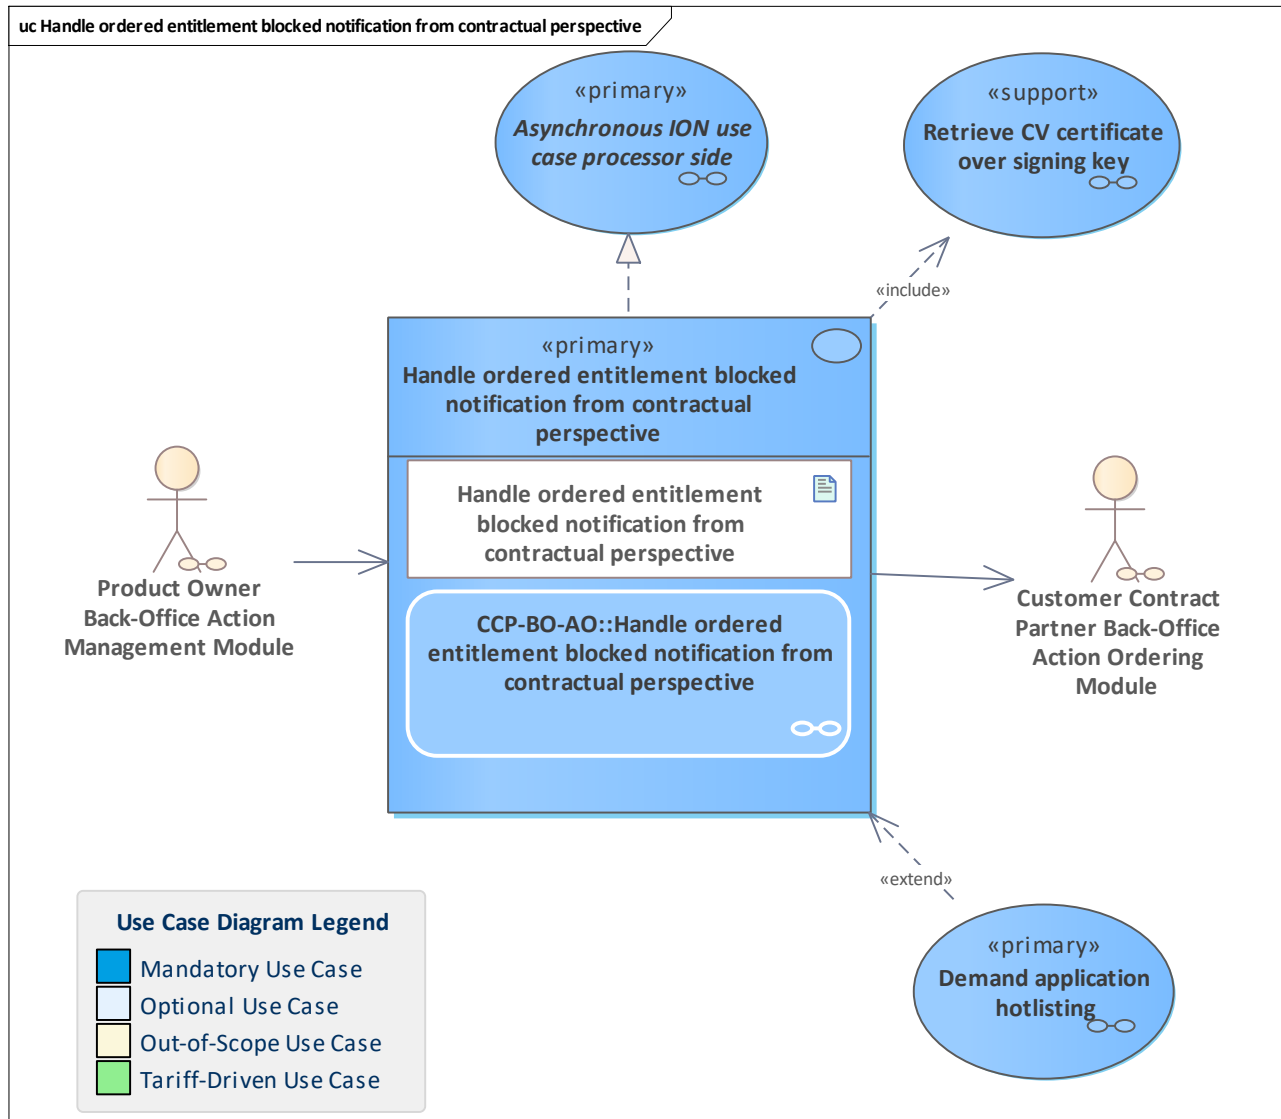 uc Handle ordered entitlement blocked notification from contractual perspective
«primary»
Asynchronous ION use
case processor side
«support»
Retrieve CV certificate
over signing key
«include»
«primary»
Handle ordered entitlement blocked
notification from contractual
perspective
Handle ordered entitlement
blocked notification from
contractual perspective
CCP-BO-AO::Handle ordered
entitlement blocked notification from
contractual perspective
Product Owner
Back-Office Action
Management Module
Customer Contract
Partner Back-Office
Action Ordering
Module
«extend»
«primary»
Demand application
hotlisting
Use Case Diagram Legend
Mandatory Use Case
Optional Use Case
Out-of-Scope Use Case
Tariff-Driven Use Case